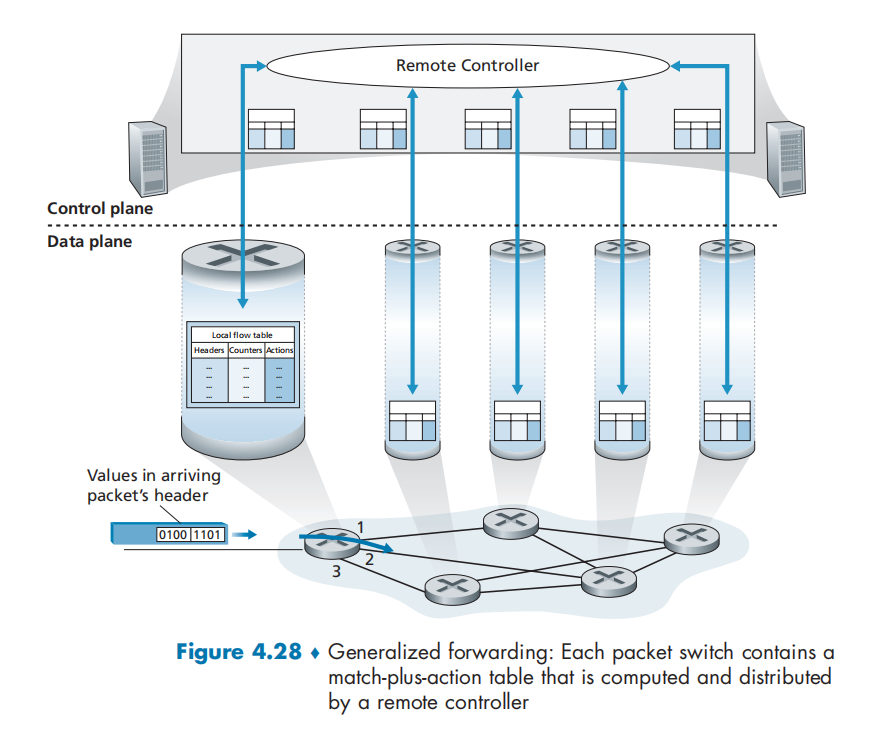 Remote Controller
Control plane
Data plane
Local flow table
Headers Counters Actions
... ... ...
... ... ...
... ... ...
... ... ...
Values in arriving
packet's header
0100 1101
1
2
3
Figure 4.28 ♦ Generalized forwarding: Each packet switch contains a
match-plus-action table that is computed and distributed
by a remote controller